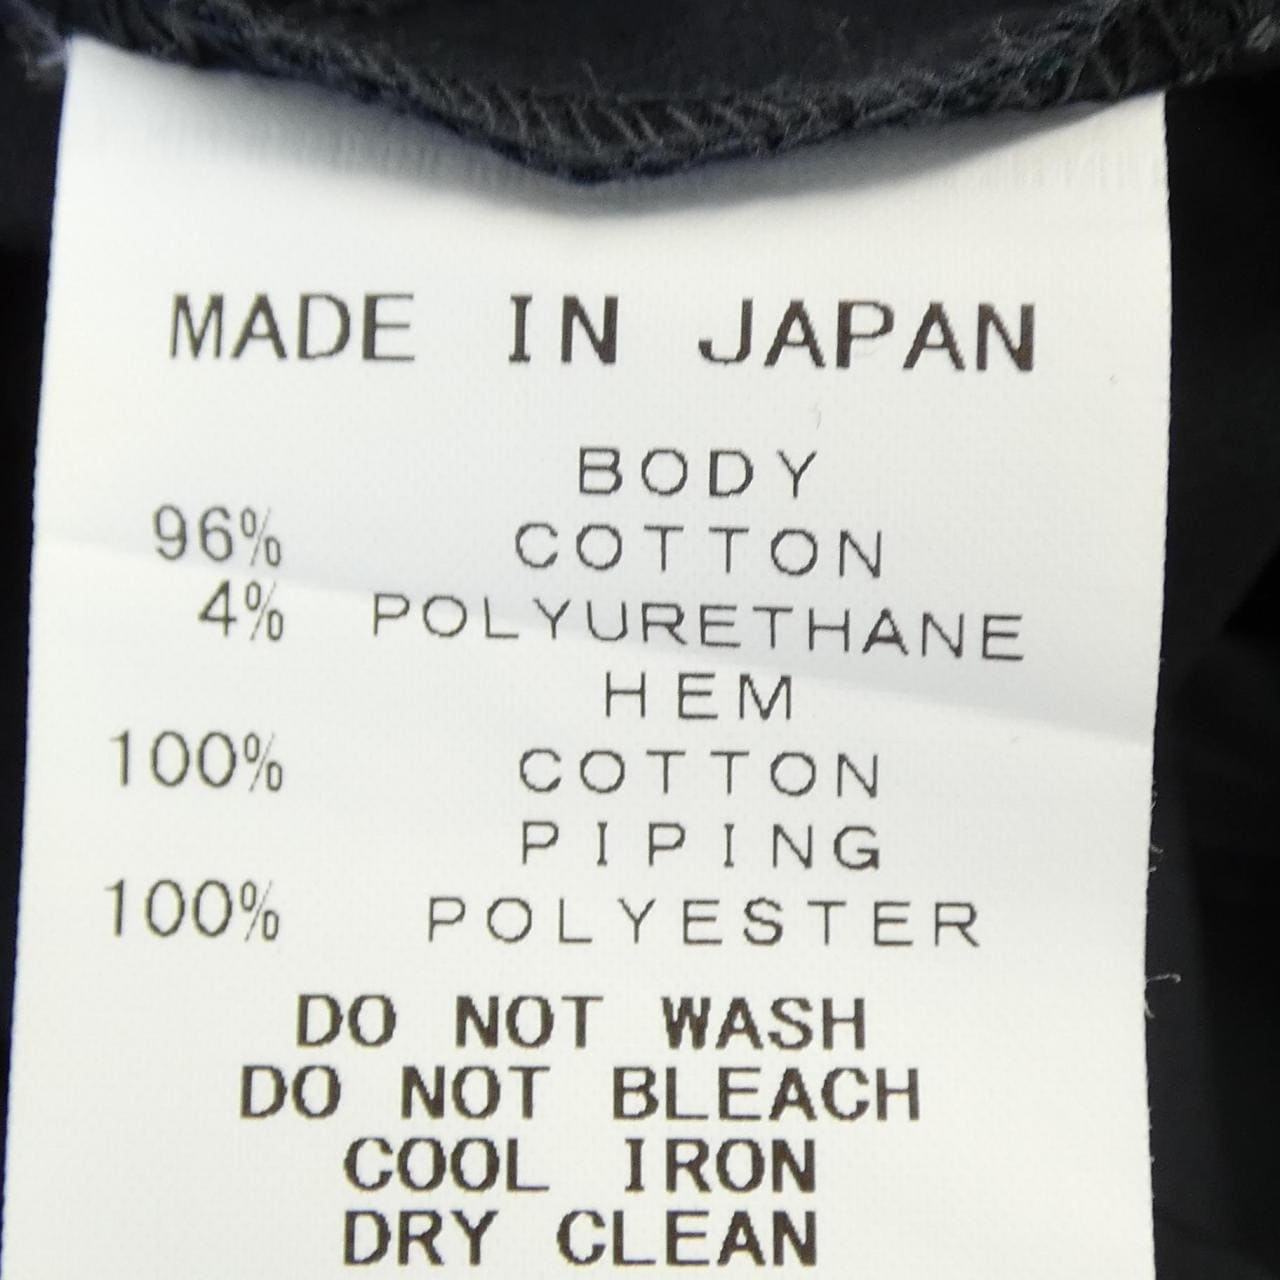 MADE IN JAPAN
BODY
96% COTTON
4% POLYURETHANE
HEM
100% COTTON
PIPING
100% POLYESTER
DO NOT WASH
DO NOT BLEACH
COOL IRON
DRY CLEAN